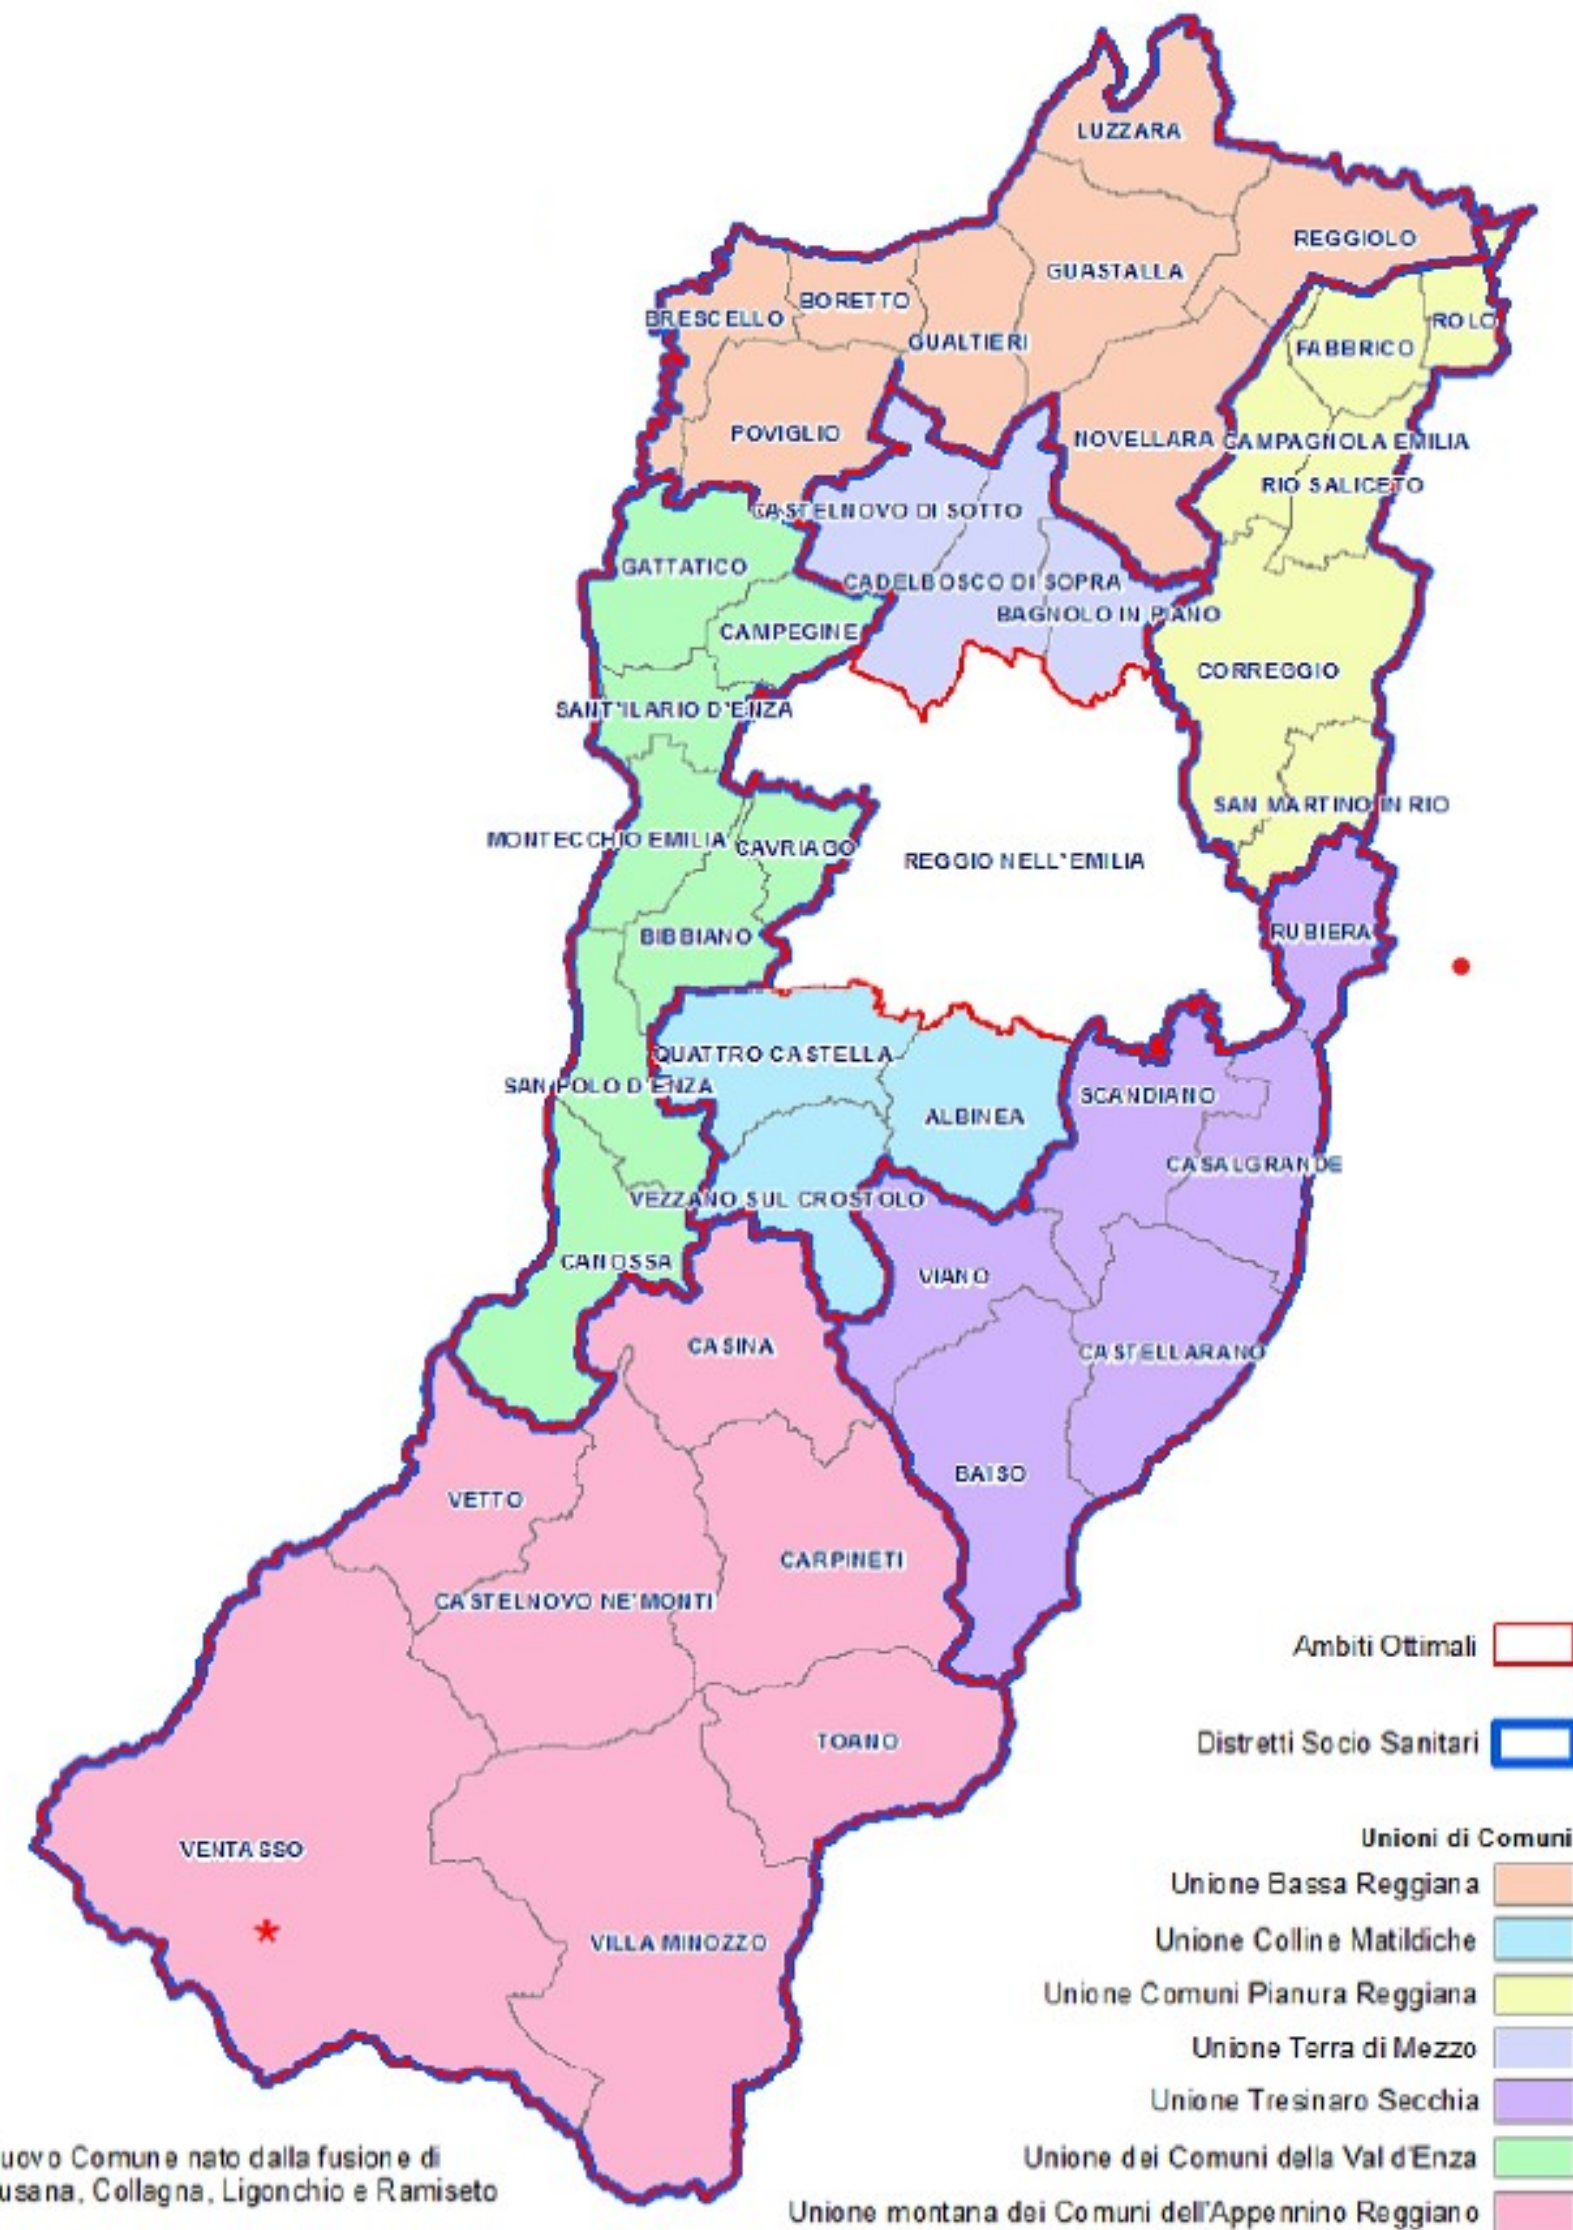 LUZZARA
REGGIOLO
GUASTALLA
BORETTO
BRESCELLO
ROLO
GUALTIERI
FABBRICO
POVIGLIO
NOVELLARA
CAMPAGNOLA EMILIA
RIO SALICETO
CASTELNOVO DI SOTTO
GATTATICO
CADELBOSCO DI SOPRA
BAGNOLO IN PIANO
CAMPEGINE
CORREGGIO
SANT'ILARIO D'ENZA
SAN MARTINO IN RIO
MONTECCHIO EMILIA
CAVRIAGO
REGGIO NELL'EMILIA
RUBIERA
BIBBIANO
QUATTRO CASTELLA
SAN POLO D'ENZA
SCANDIANO
ALBINEA
CASALGRANDE
VEZZANO SUL CROSTOLO
CANOSSA
VIANO
CASINA
CASTELLARANO
BAISO
VETTO
CARPINETI
CASTELNOVO NE'MONTI
Ambiti Ottimali
TOANO
Distretti Socio Sanitari
Unioni di Comuni
VENTASSO
Unione Bassa Reggiana
*
VILLA MINOZZO
Unione Colline Matildiche
Unione Comuni Pianura Reggiana
Unione Terra di Mezzo
Unione Tresinaro Secchia
uovo Comune nato dalla fusione di
usana, Collagna, Ligonchio e Ramiseto
Unione dei Comuni della Val d'Enza
Unione montana dei Comuni dell'Appennino Reggiano